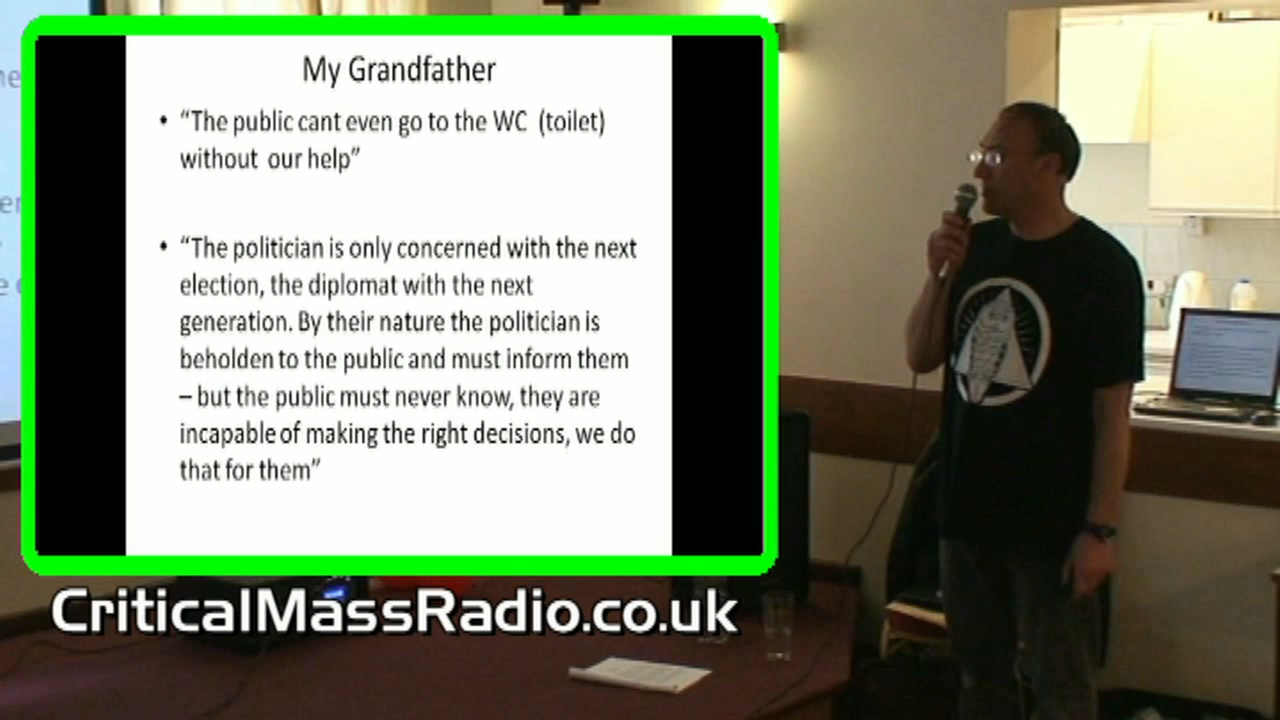 My Grandfather
• “The public cant even go to the WC (toilet)
without our help”
• “The politician is only concerned with the next
election, the diplomat with the next
generation. By their nature the politician is
beholden to the public and must inform them
– but the public must never know, they are
incapable of making the right decisions, we do
that for them”
CriticalMassRadio.co.uk